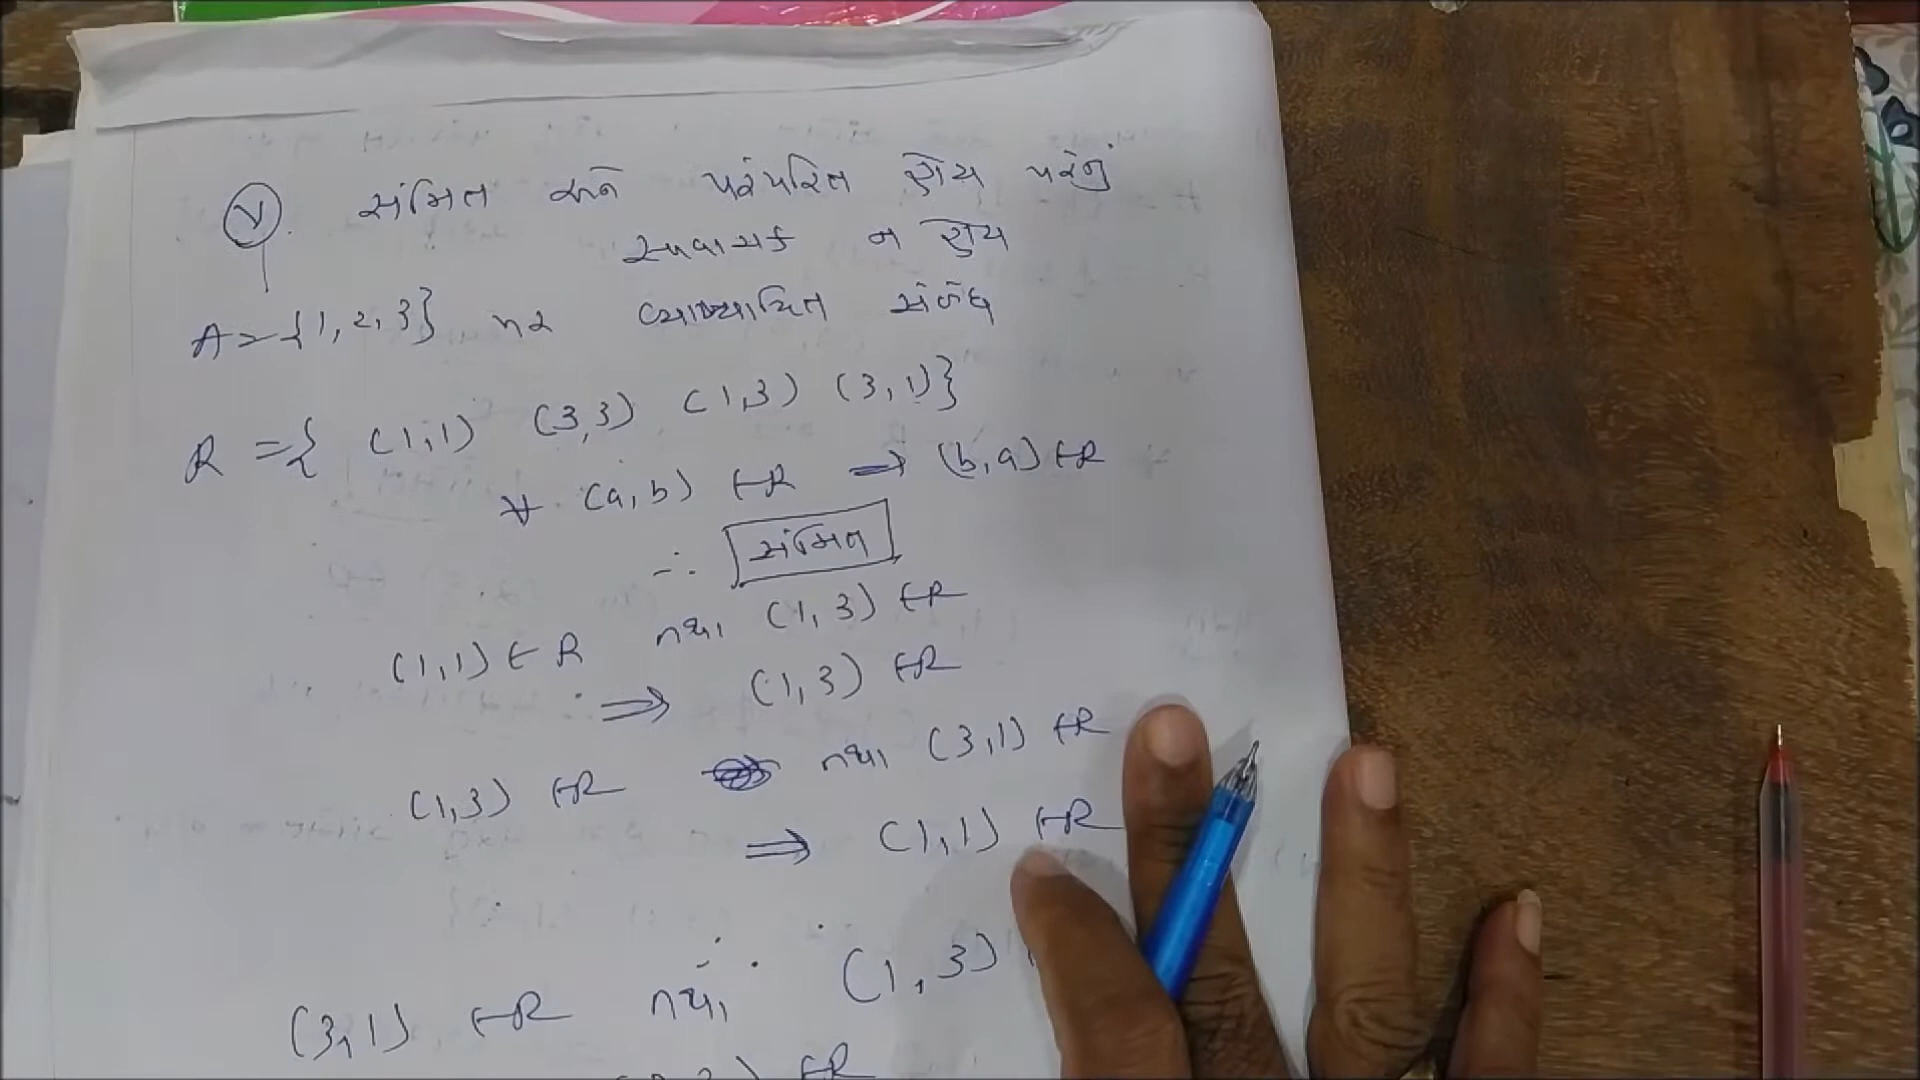 (V) સંમિત અને પરંપરિત હોય પરંતુ
સ્વવાચક ન હોય
A = {1, 2, 3} પર વ્યાખ્યાયિત સંબંધ
R = { (1,1) (3,3) (1,3) (3,1)}
∀ (a, b) ∈ R → (b, a) ∈ R
∴ સંમિત
(1,1) ∈ R તથા (1, 3) ∈ R
⇒ (1, 3) ∈ R
(1,3) ∈ R તથા (3,1) ∈ R
⇒ (1,1) ∈ R
∴ .
(3,1) ∈ R તથા (1, 3)
∈ R